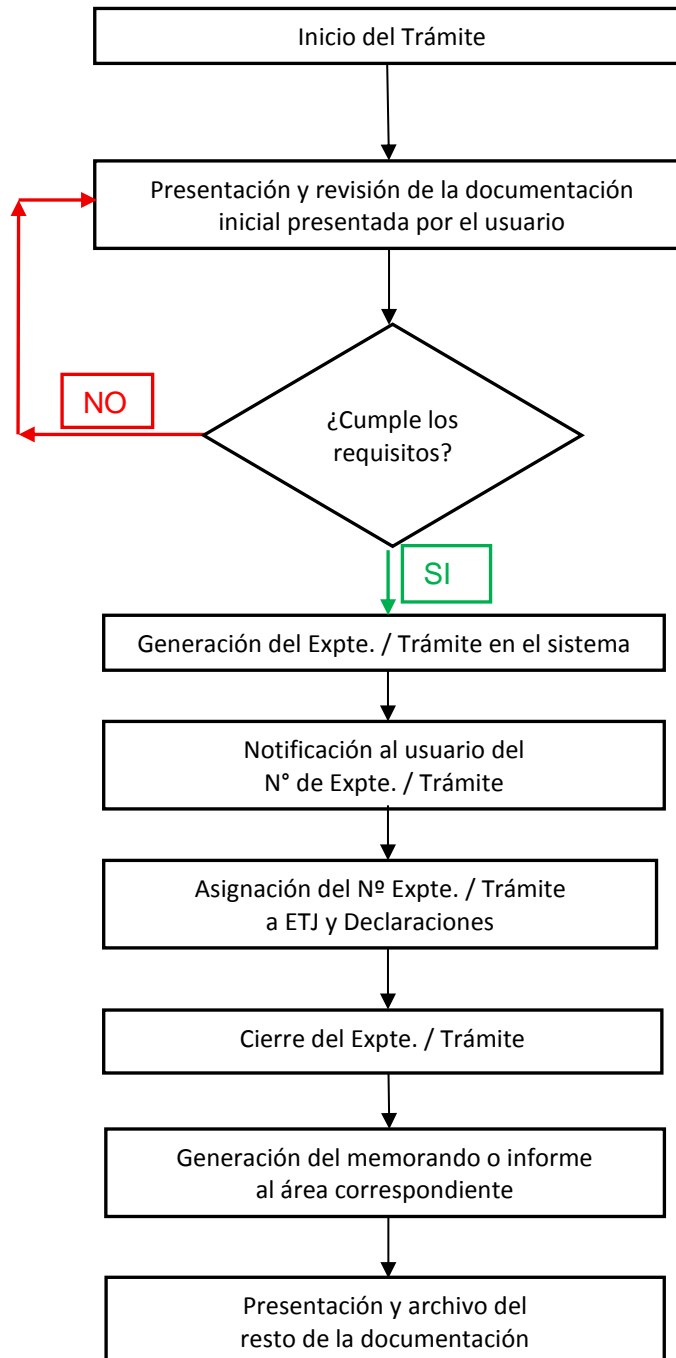 Inicio del Trámite
Presentación y revisión de la documentación
inicial presentada por el usuario
NO
¿Cumple los
requisitos?
SI
Generación del Expte. / Trámite en el sistema
Notificación al usuario del
N° de Expte. / Trámite
Asignación del Nº Expte. / Trámite
a ETJ y Declaraciones
Cierre del Expte. / Trámite
Generación del memorando o informe
al área correspondiente
Presentación y archivo del
resto de la documentación